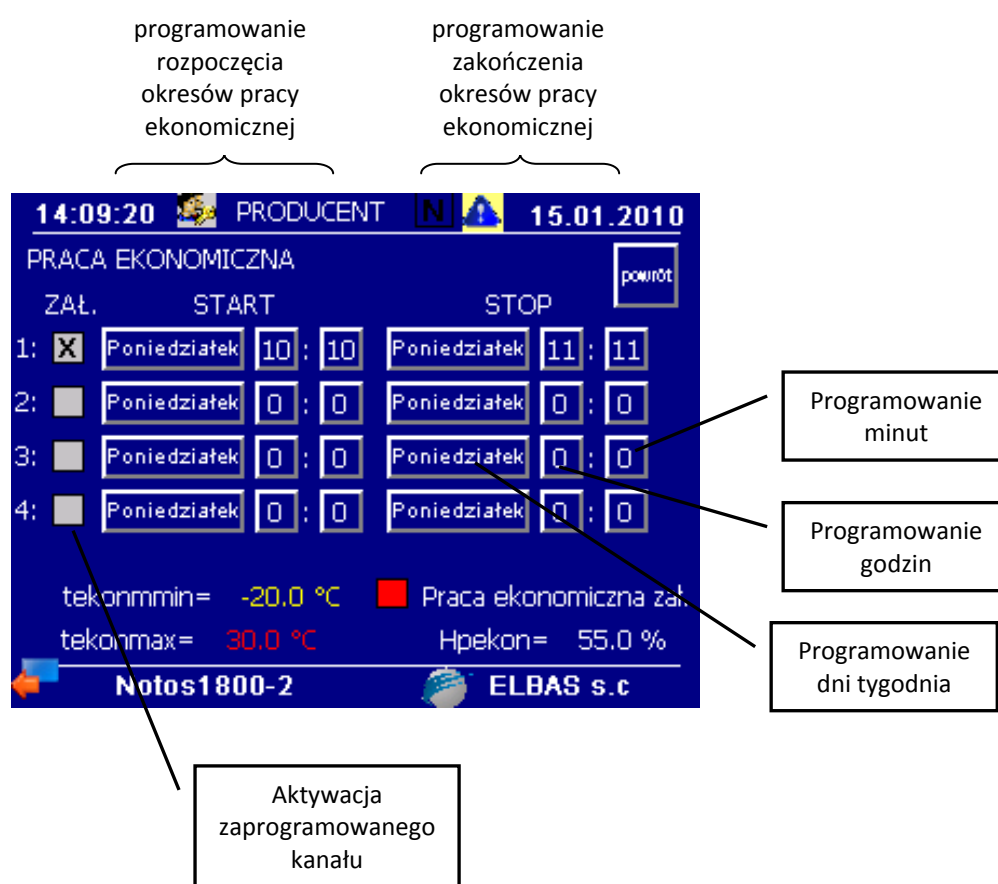 programowanie
rozpoczęcia
okresów pracy
ekonomicznej
programowanie
zakończenia
okresów pracy
ekonomicznej
14:09:20 PRODUCENT N 15.01.2010
PRACA EKONOMICZNA
powrót
ZAŁ. START STOP
1: X Poniedziałek 10 : 10 Poniedziałek 11 : 11
2: Poniedziałek 0 : 0 Poniedziałek 0 : 0
3: Poniedziałek 0 : 0 Poniedziałek 0 : 0
4: Poniedziałek 0 : 0 Poniedziałek 0 : 0
Programowanie
minut
Programowanie
godzin
tekonmmin= -20.0 °C Praca ekonomiczna zał.
tekonmax= 30.0 °C Hpekon= 55.0 %
Programowanie
dni tygodnia
Notos1800-2 ELBAS s.c
Aktywacja
zaprogramowanego
kanału